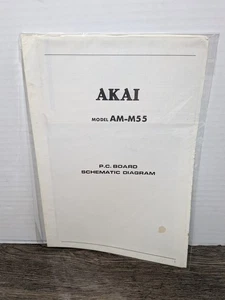 AKAI
MODEL AM-M55
P.C. BOARD
SCHEMATIC DIAGRAM